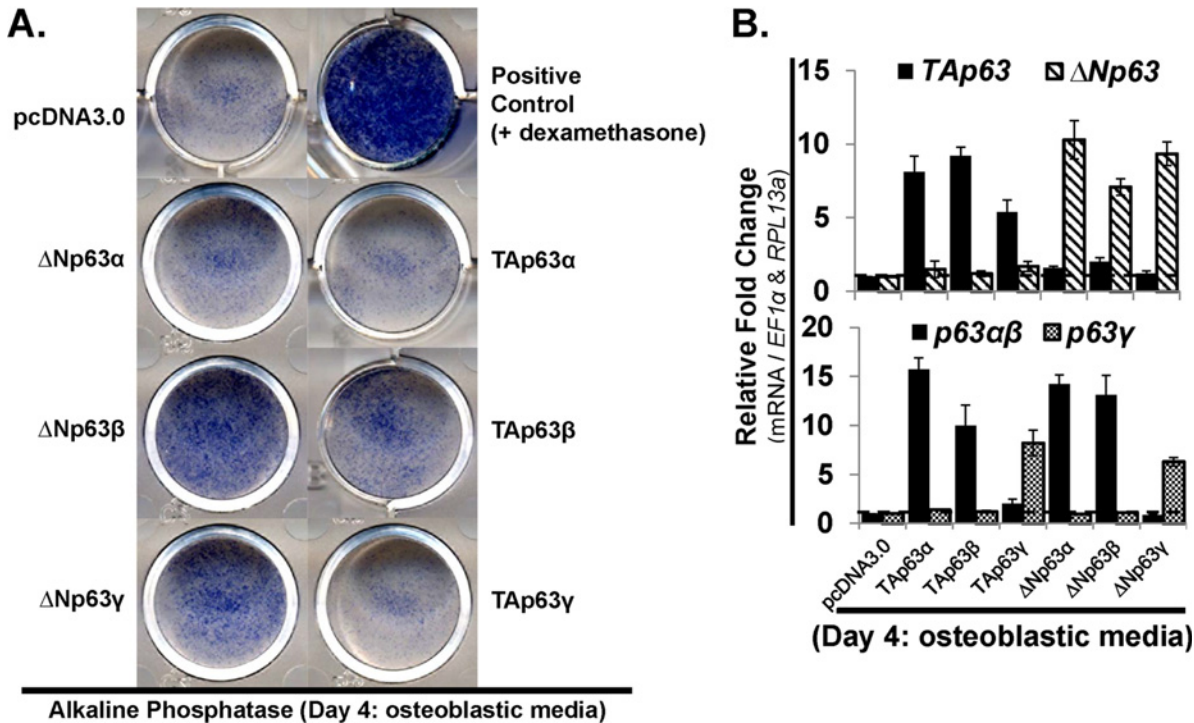 A.
pcDNA3.0
Positive
Control
(+ dexamethasone)
ΔNp63α
TAp63α
ΔNp63β
TAp63β
ΔNp63γ
TAp63γ
Alkaline Phosphatase (Day 4: osteoblastic media)
B.
Relative Fold Change
(mRNA / EF1α & RPL13a)
15
10
5
0
TAp63 ΔNp63
20
15
10
5
0
p63αβ p63γ
pcDNA3.0
TAp63α
TAp63β
TAp63γ
ΔNp63α
ΔNp63β
ΔNp63γ
(Day 4: osteoblastic media)